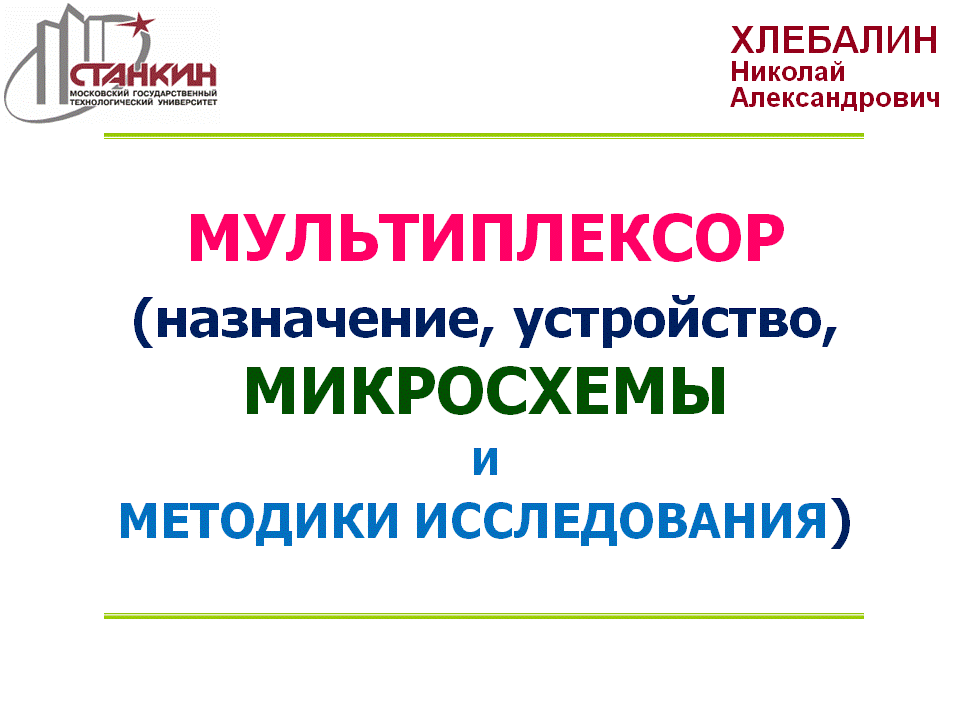 СТАНКИН
МОСКОВСКИЙ ГОСУДАРСТВЕННЫЙ
ТЕХНОЛОГИЧЕСКИЙ УНИВЕРСИТЕТ
ХЛЕБАЛИН
Николай
Александрович
МУЛЬТИПЛЕКСОР
(назначение, устройство,
МИКРОСХЕМЫ
и
МЕТОДИКИ ИССЛЕДОВАНИЯ)